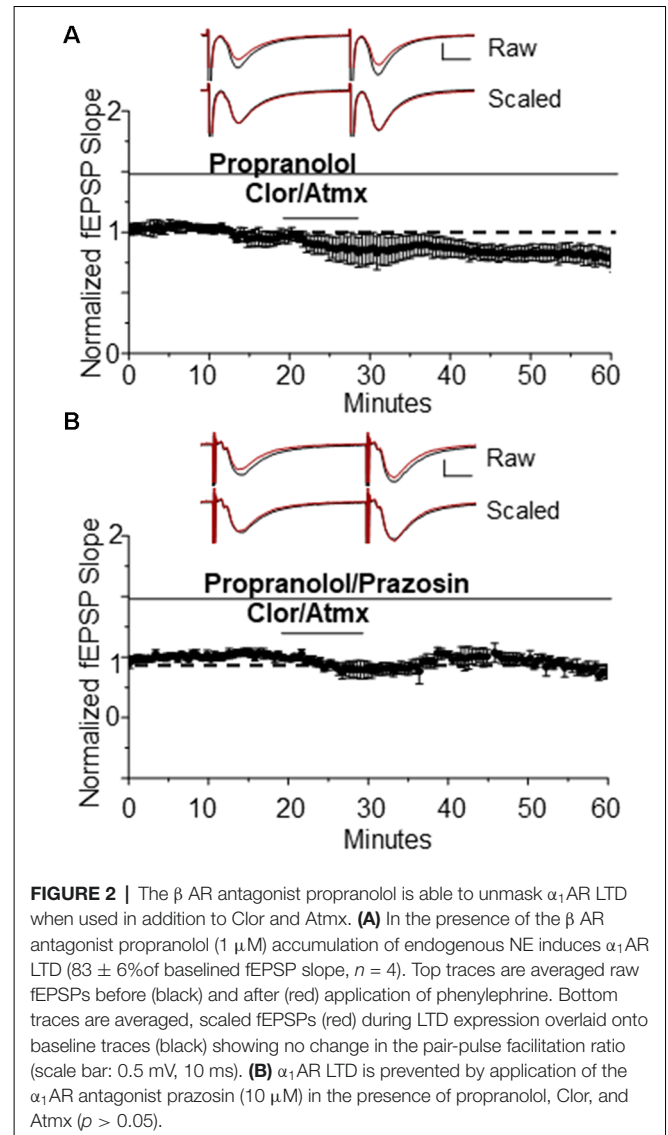 A
Raw
Scaled
2
Propranolol
Clor/Atmx
1
0
Normalized fEPSP Slope
0 10 20 30 40 50 60
Minutes
B
Raw
Scaled
2
Propranolol/Prazosin
Clor/Atmx
1
0
Normalized fEPSP Slope
0 10 20 30 40 50 60
Minutes
FIGURE 2 | The β AR antagonist propranolol is able to unmask α₁AR LTD
when used in addition to Clor and Atmx. (A) In the presence of the β AR
antagonist propranolol (1 μM) accumulation of endogenous NE induces α₁AR
LTD (83 ± 6%of baselined fEPSP slope, n = 4). Top traces are averaged raw
fEPSPs before (black) and after (red) application of phenylephrine. Bottom
traces are averaged, scaled fEPSPs (red) during LTD expression overlaid onto
baseline traces (black) showing no change in the pair-pulse facilitation ratio
(scale bar: 0.5 mV, 10 ms). (B) α₁AR LTD is prevented by application of the
α₁AR antagonist prazosin (10 μM) in the presence of propranolol, Clor, and
Atmx (p > 0.05).